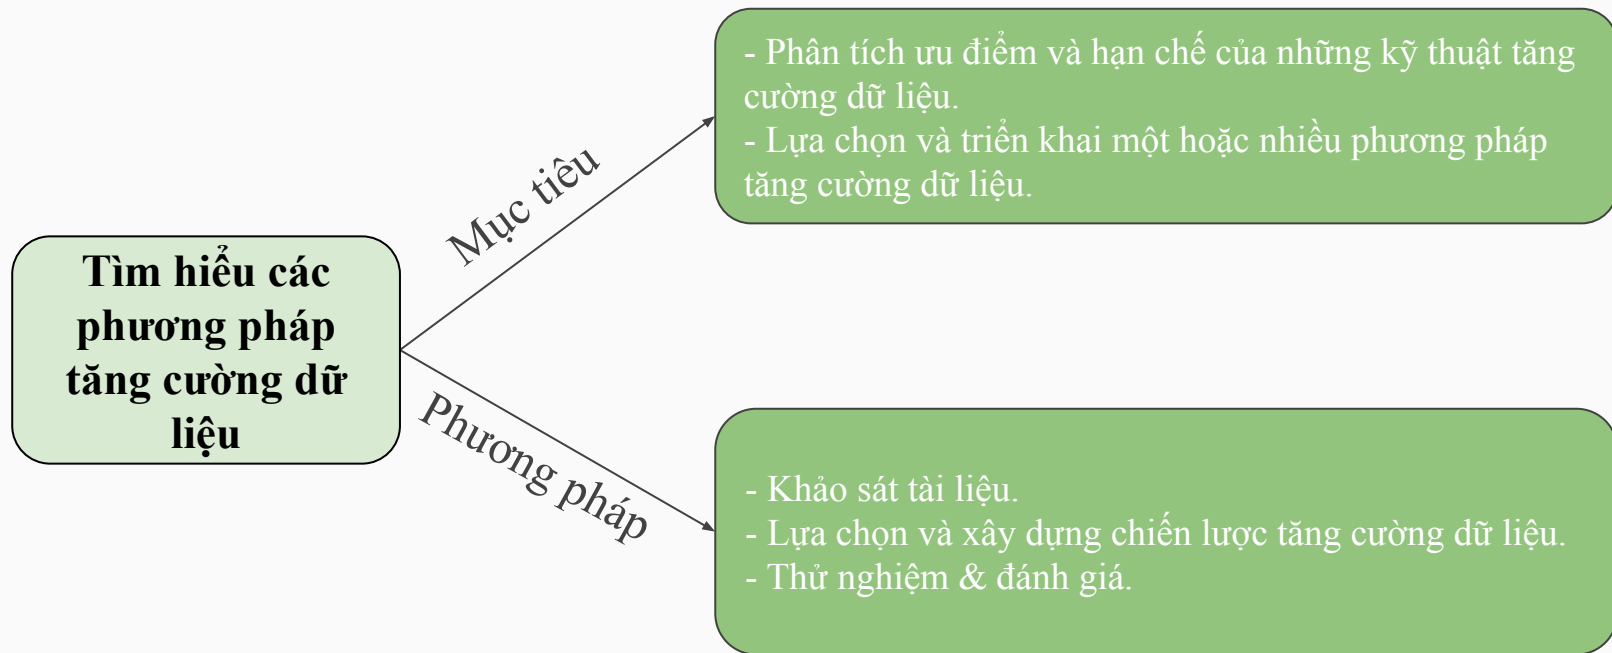 Tìm hiểu các
phương pháp
tăng cường dữ
liệu
Mục tiêu
- Phân tích ưu điểm và hạn chế của những kỹ thuật tăng
cường dữ liệu.
- Lựa chọn và triển khai một hoặc nhiều phương pháp
tăng cường dữ liệu.
Phương pháp
- Khảo sát tài liệu.
- Lựa chọn và xây dựng chiến lược tăng cường dữ liệu.
- Thử nghiệm & đánh giá.